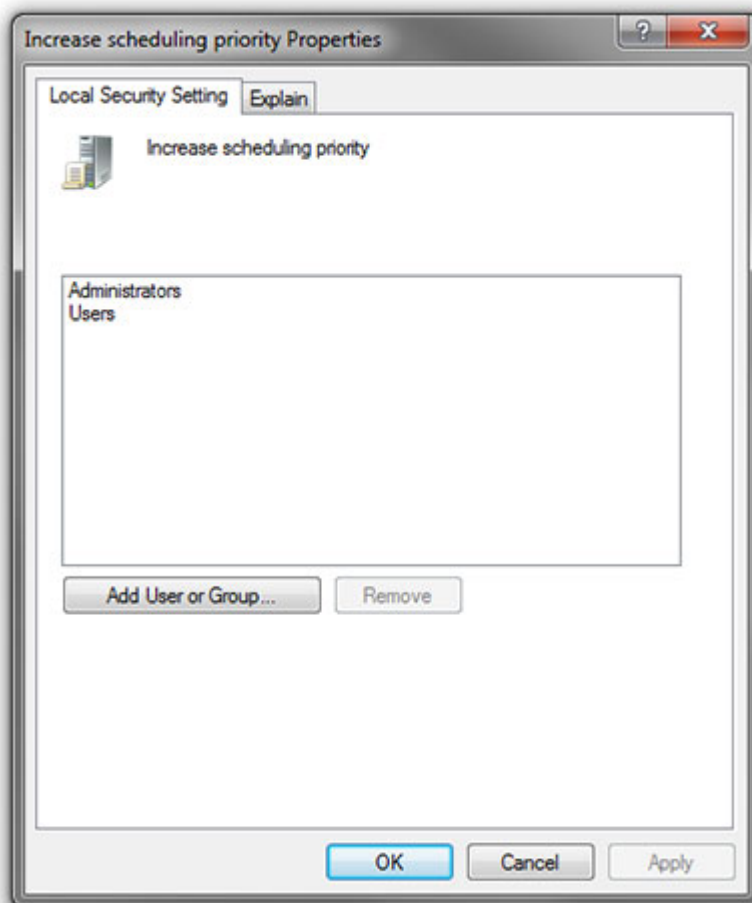 Increase scheduling priority Properties
Local Security Setting
Explain
Increase scheduling priority
Administrators
Users
Add User or Group...
Remove
OK
Cancel
Apply